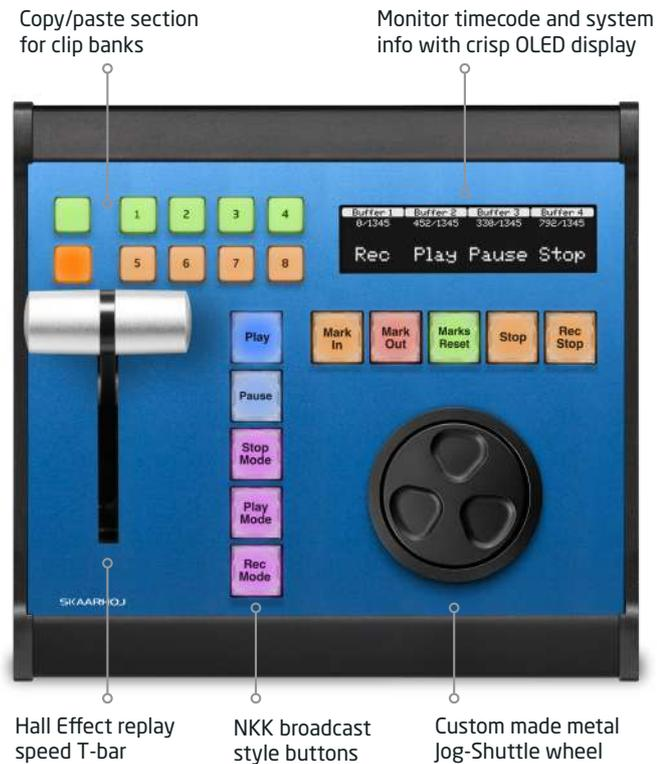 Copy/paste section
for clip banks
Monitor timecode and system
info with crisp OLED display
1 2 3 4
5 6 7 8
Buffer 1 Buffer 2 Buffer 3 Buffer 4
0/1345 452/1345 330/1345 792/1345
Rec Play Pause Stop
Play
Mark
In
Mark
Out
Marks
Reset
Stop
Rec
Stop
Pause
Stop
Mode
Play
Mode
Rec
Mode
SKAARHOJ
Hall Effect replay
speed T-bar
NKK broadcast
style buttons
Custom made metal
Jog-Shuttle wheel